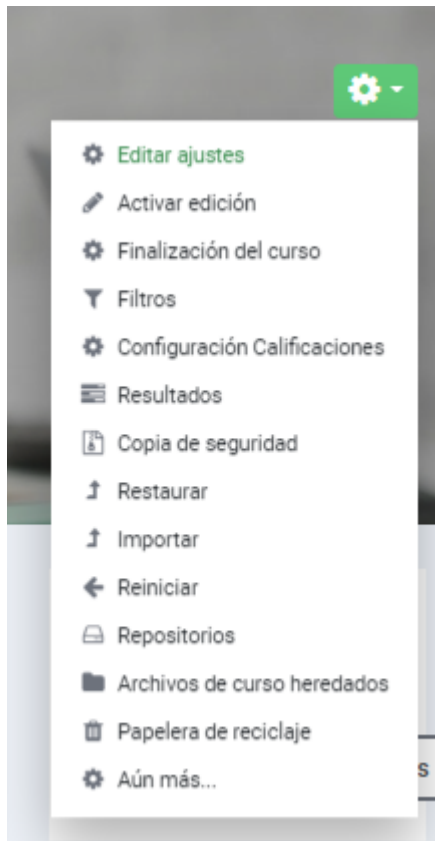 Editar ajustes
Activar edición
Finalización del curso
Filtros
Configuración Calificaciones
Resultados
Copia de seguridad
Restaurar
Importar
Reiniciar
Repositorios
Archivos de curso heredados
Papelera de reciclaje
Aún más...
s